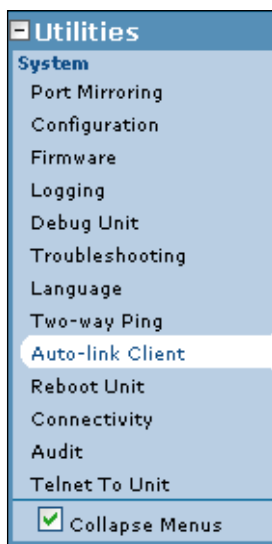 Utilities
System
Port Mirroring
Configuration
Firmware
Logging
Debug Unit
Troubleshooting
Language
Two-way Ping
Auto-link Client
Reboot Unit
Connectivity
Audit
Telnet To Unit
Collapse Menus